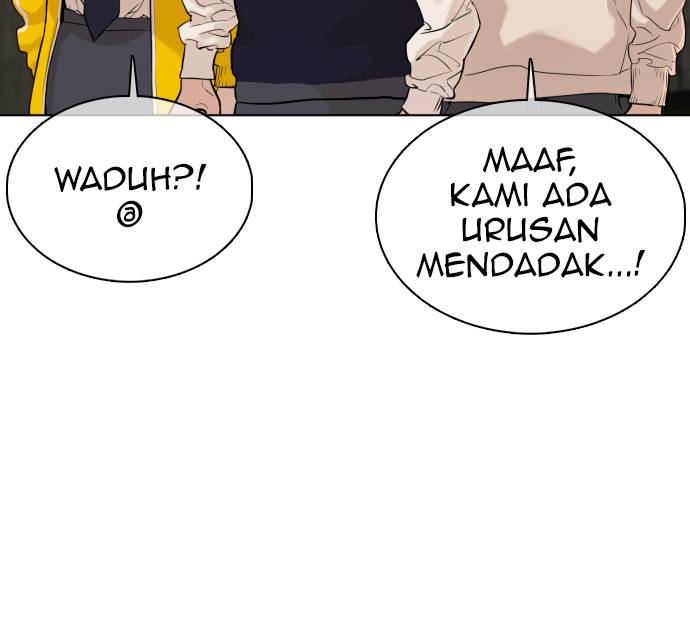 WADUH?!
@
MAAF,
KAMI ADA
URUSAN
MENDADAK...!